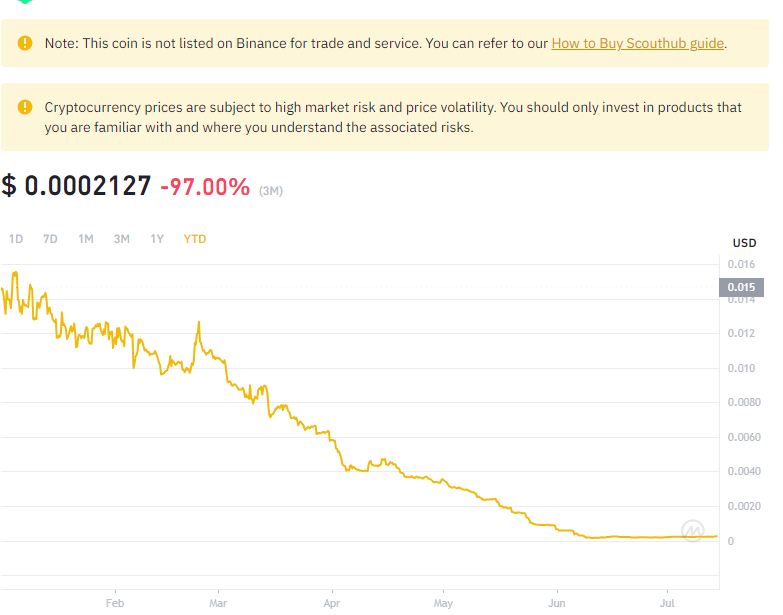 Note: This coin is not listed on Binance for trade and service. You can refer to our How to Buy Scouthub guide.
Cryptocurrency prices are subject to high market risk and price volatility. You should only invest in products that
you are familiar with and where you understand the associated risks.
$ 0.0002127 -97.00% (3M)
1D 7D 1M 3M 1Y YTD
USD
0.016
0.015
0.014
0.012
0.010
0.0080
0.0060
0.0040
0.0020
0
Feb Mar Apr May Jun Jul